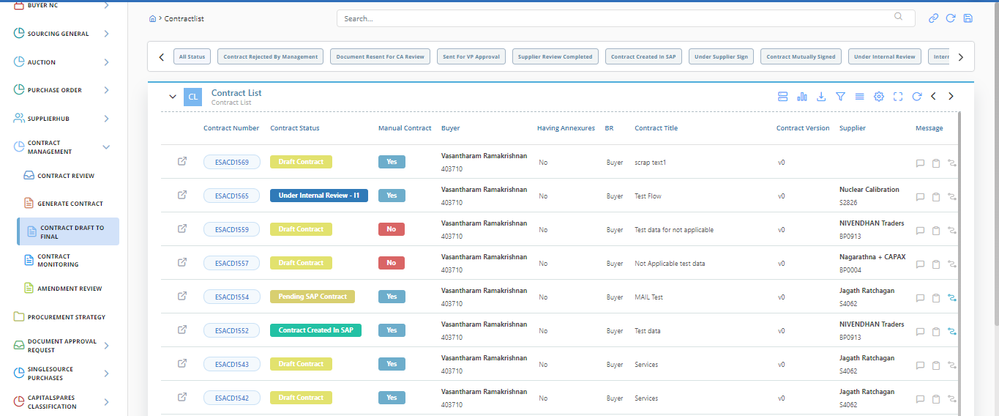 BUYER NC
SOURCING GENERAL
AUCTION
PURCHASE ORDER
SUPPLIERHUB
CONTRACT
MANAGEMENT
CONTRACT REVIEW
GENERATE CONTRACT
CONTRACT DRAFT TO
FINAL
CONTRACT
MONITORING
AMENDMENT REVIEW
PROCUREMENT STRATEGY
DOCUMENT APPROVAL
REQUEST
SINGLESOURCE
PURCHASES
CAPITALSPARES
CLASSIFICATION
Contractlist
Search...
All Status Contract Rejected By Management Document Resent For CA Review Sent For VP Approval Supplier Review Completed Contract Created In SAP Under Supplier Sign Contract Mutually Signed Under Internal Review Intern
CL Contract List
Contract List
Contract Number Contract Status Manual Contract Buyer Having Annexures BR Contract Title Contract Version Supplier Message
ESACD1569 Draft Contract Yes Vasantharam Ramakrishnan 403710 No Buyer scrap text1 v0
ESACD1565 Under Internal Review - I1 Yes Vasantharam Ramakrishnan 403710 No Buyer Test Flow v0 Nuclear Calibration S2826
ESACD1559 Draft Contract No Vasantharam Ramakrishnan 403710 No Buyer Test data for not applicable v0 NIVENDHAN Traders BP0913
ESACD1557 Draft Contract No Vasantharam Ramakrishnan 403710 No Buyer Not Applicable test data v0 Nagarathna + CAPAX BP0004
ESACD1554 Pending SAP Contract Yes Vasantharam Ramakrishnan 403710 No Buyer MAIL Test v0 Jagath Ratchagan S4062
ESACD1552 Contract Created In SAP Yes Vasantharam Ramakrishnan 403710 No Buyer Test data v0 NIVENDHAN Traders BP0913
ESACD1543 Draft Contract Yes Vasantharam Ramakrishnan 403710 No Buyer Services v0 Jagath Ratchagan S4062
ESACD1542 Draft Contract Yes Vasantharam Ramakrishnan 403710 No Buyer Services v0 Jagath Ratchagan S4062